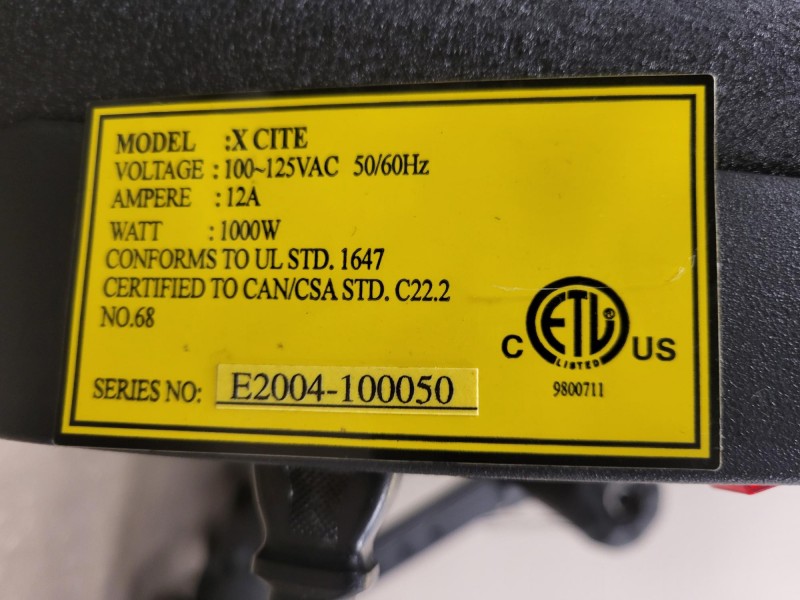 MODEL :X CITE
VOLTAGE : 100~125VAC 50/60Hz
AMPERE : 12A
WATT : 1000W
CONFORMS TO UL STD. 1647
CERTIFIED TO CAN/CSA STD. C22.2
NO.68
C ETL® US
LISTED
9800711
SERIES NO: E2004-100050